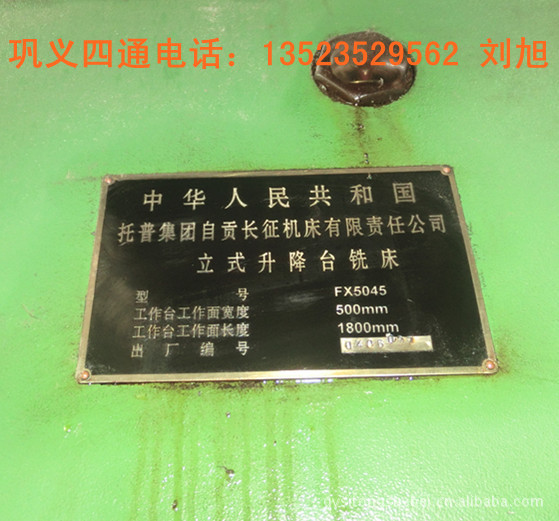 巩义四通电话：13523529562 刘旭
中华人民共和国
托普集团自贡长征机床有限责任公司
立式升降台铣床
型 号 FX5045
工作台工作面宽度 500mm
工作台工作面长度 1800mm
出厂编号